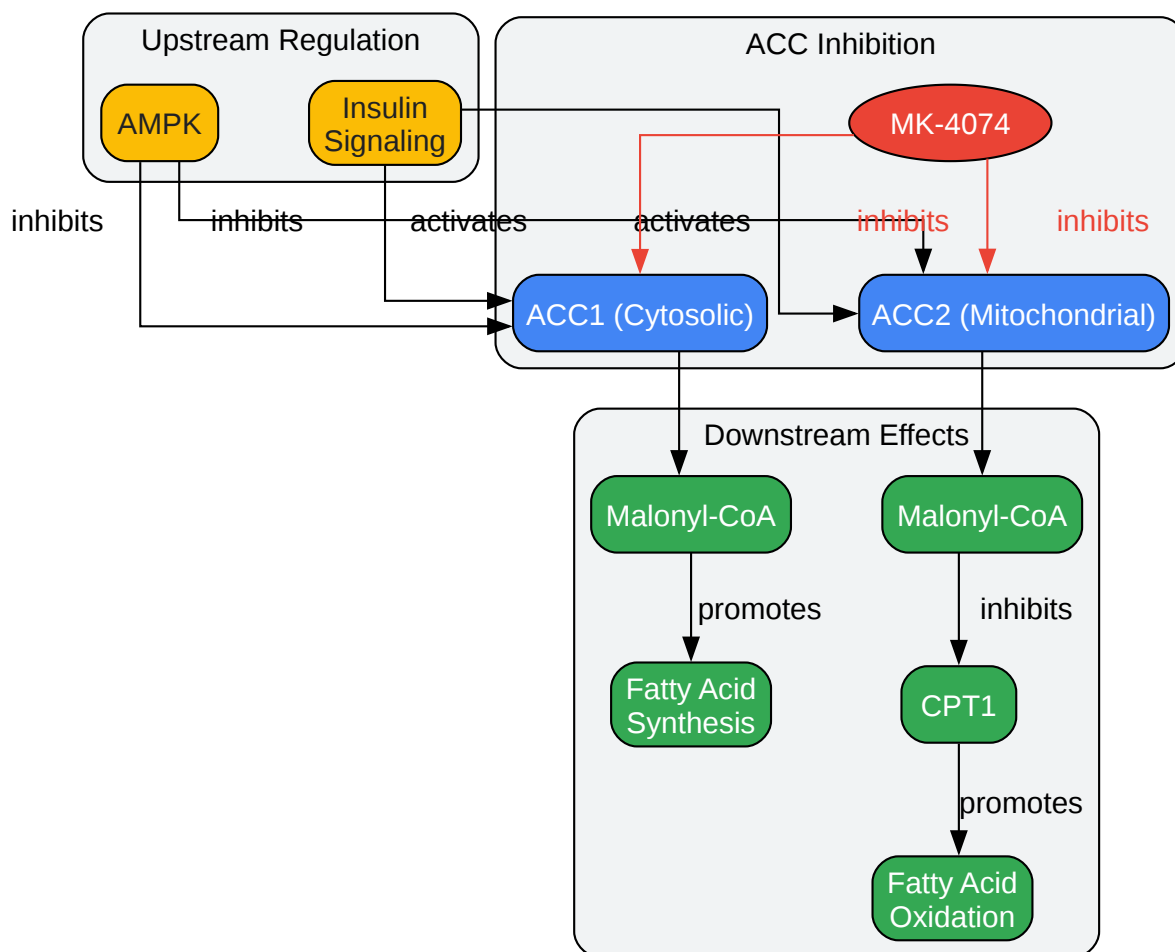 Upstream Regulation
ACC Inhibition
AMPK
Insulin
Signaling
MK-4074
inhibits
inhibits
activates
activates
inhibits
inhibits
ACC1 (Cytosolic)
ACC2 (Mitochondrial)
Downstream Effects
Malonyl-CoA
Malonyl-CoA
promotes
inhibits
Fatty Acid
Synthesis
CPT1
promotes
Fatty Acid
Oxidation